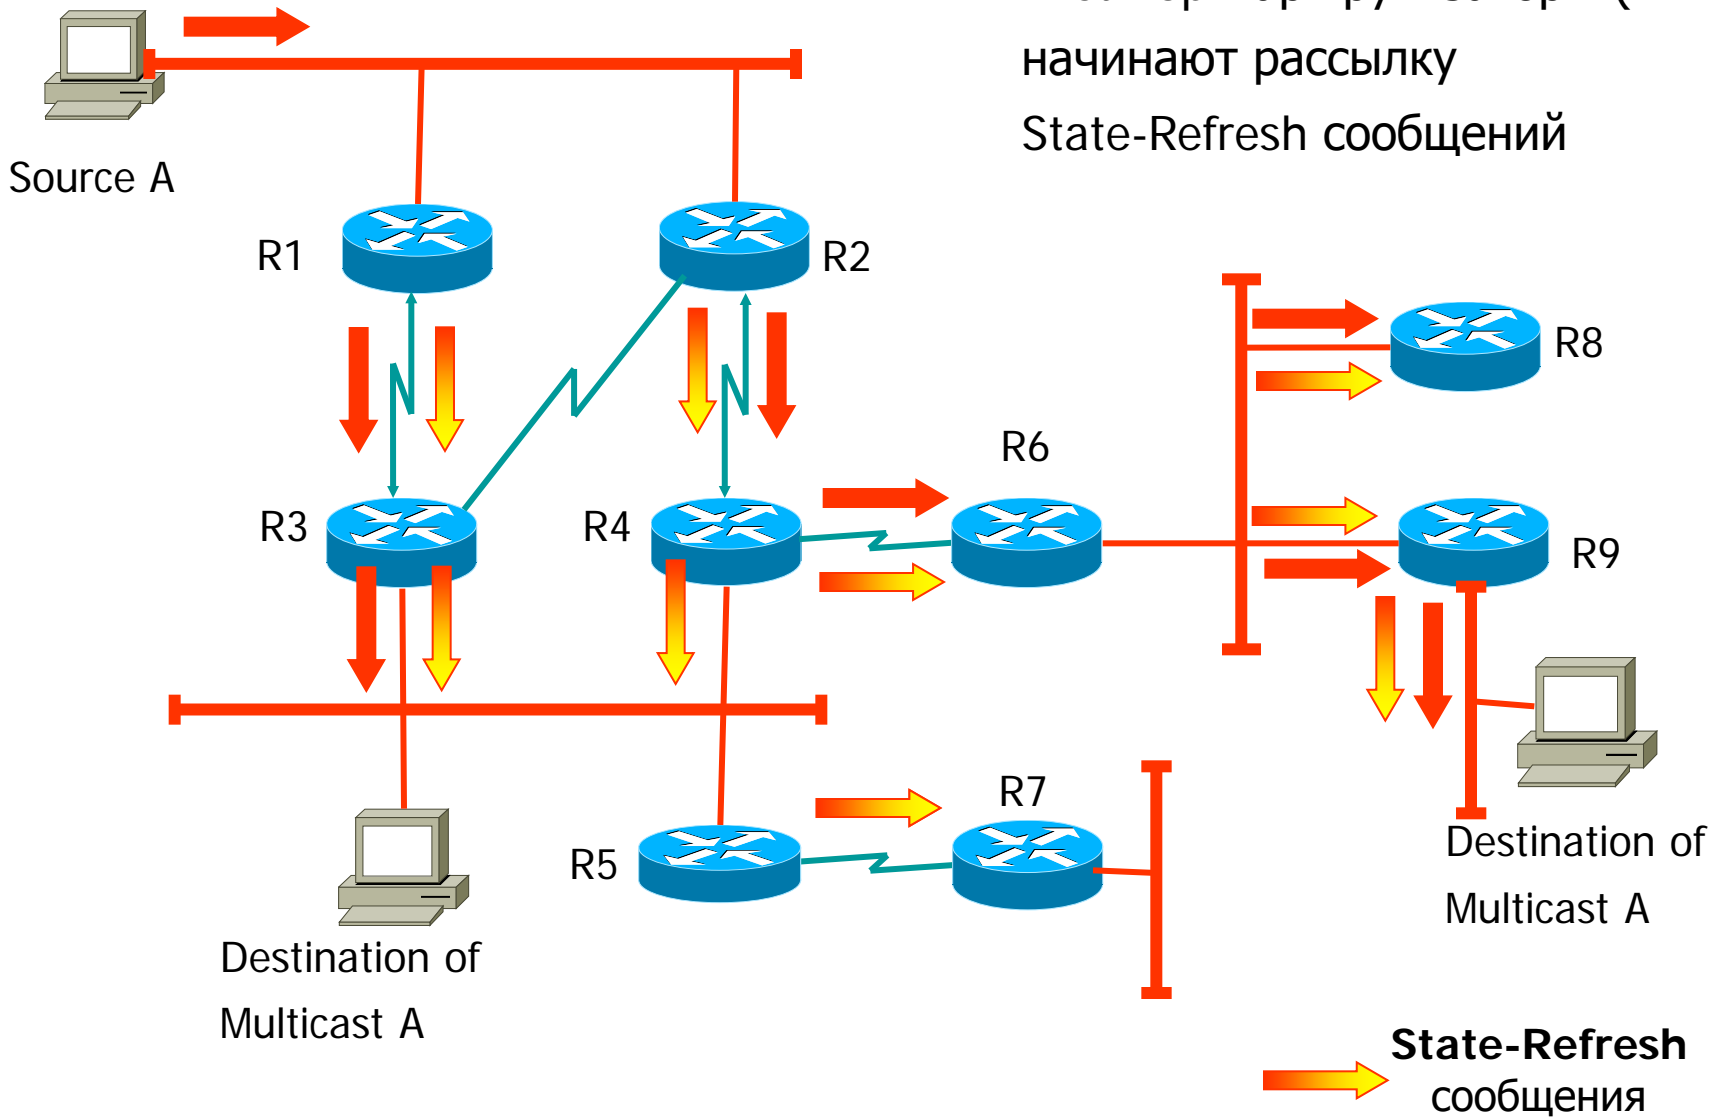 начинают рассылку
State-Refresh сообщений
Source A
R1
R2
R8
R6
R3
R4
R9
R7
R5
Destination of
Multicast A
Destination of
Multicast A
State-Refresh
сообщения